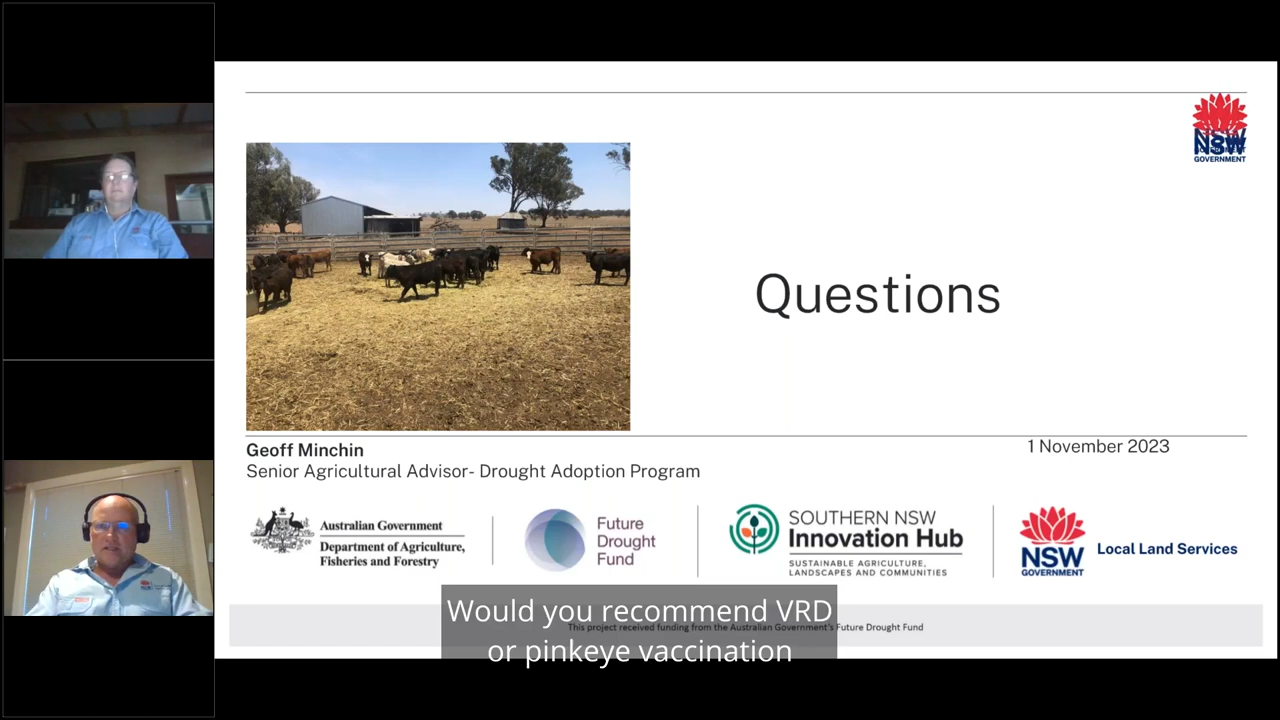 NSW
GOVERNMENT
Questions
Geoff Minchin
Senior Agricultural Advisor- Drought Adoption Program
1 November 2023
Australian Government
Department of Agriculture,
Fisheries and Forestry
Future
Drought
Fund
SOUTHERN NSW
Innovation Hub
SUSTAINABLE AGRICULTURE,
LANDSCAPES AND COMMUNITIES
NSW
GOVERNMENT
Local Land Services
This project received funding from the Australian Government's Future Drought Fund
Would you recommend VRD
or pinkeye vaccination